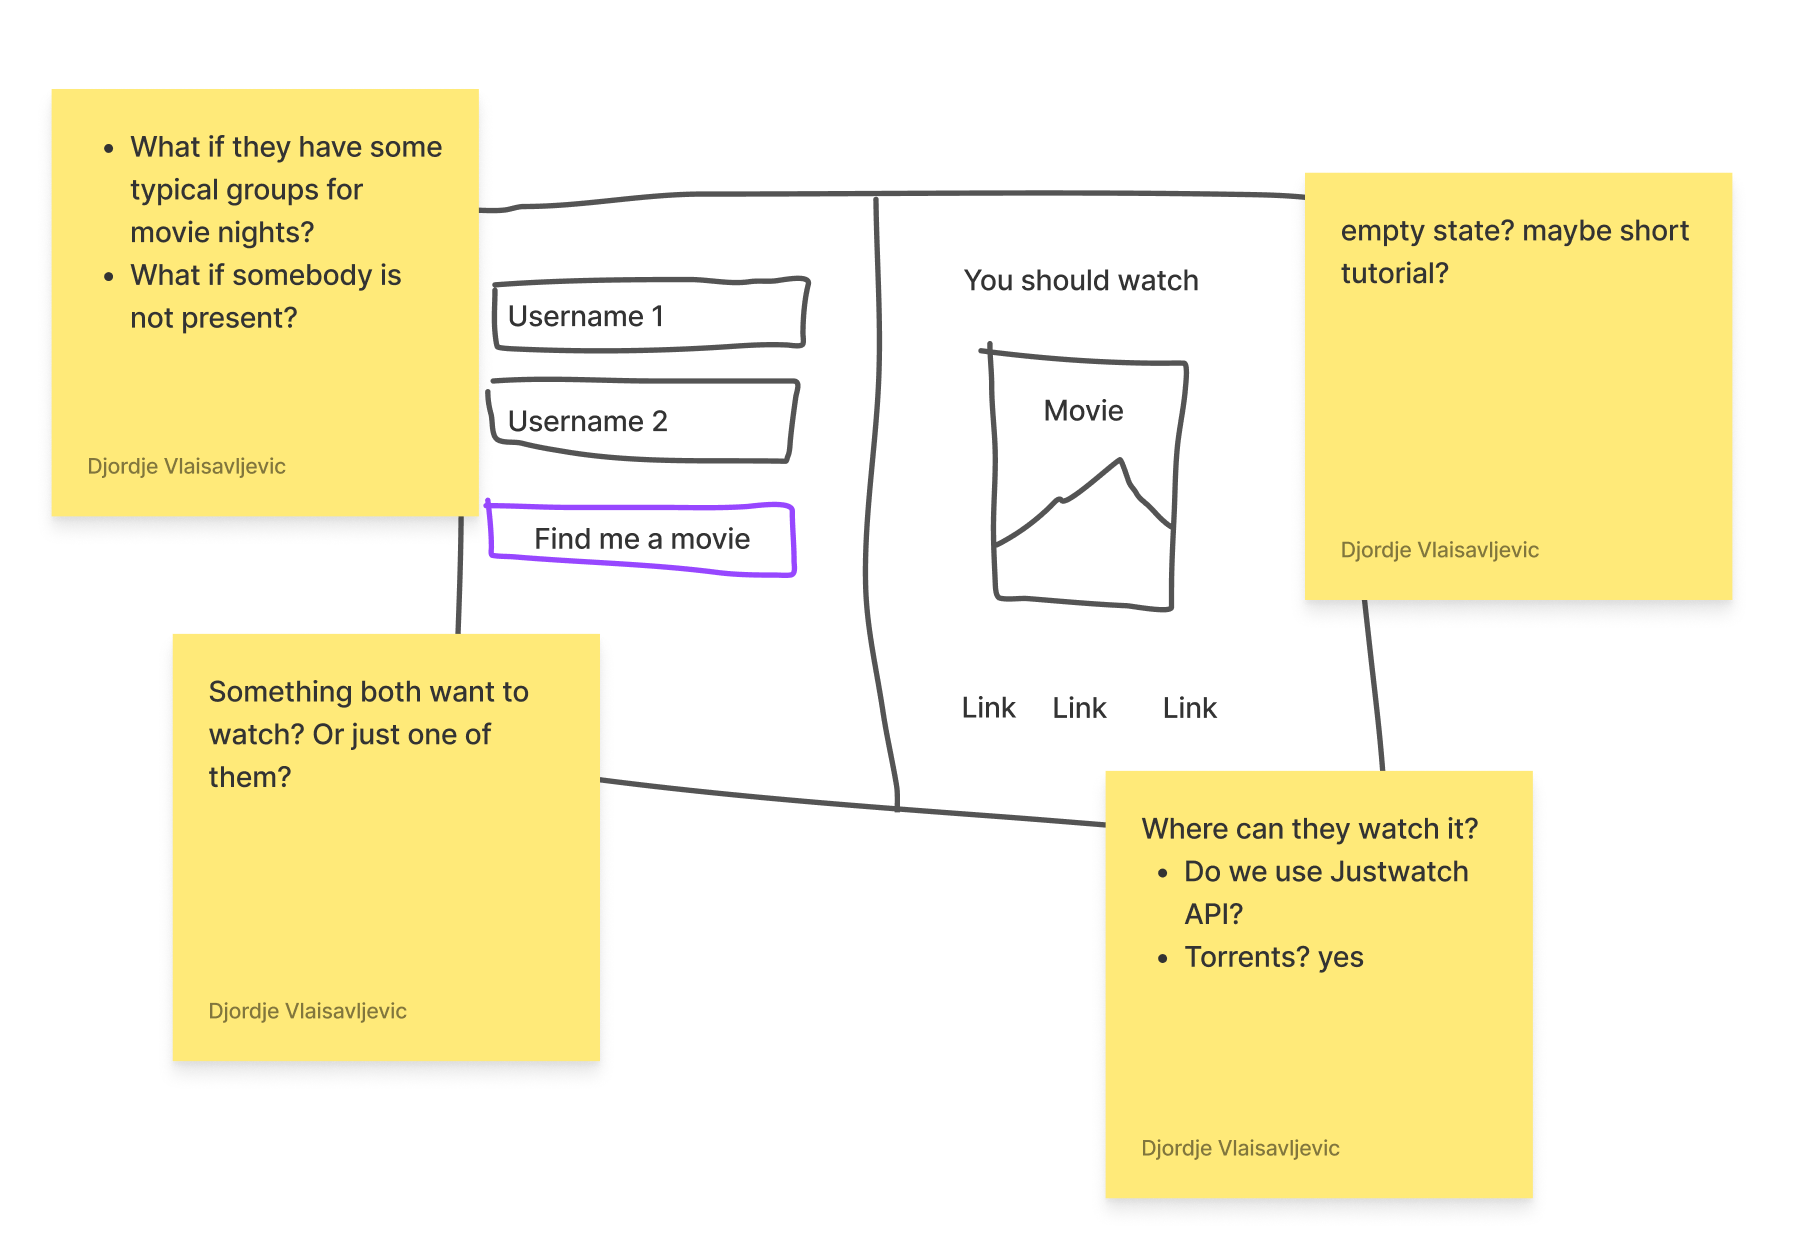 • What if they have some
typical groups for
movie nights?
• What if somebody is
not present?
Djordje Vlaisavljevic
Username 1
Username 2
Find me a movie
You should watch
Movie
Link Link Link
empty state? maybe short
tutorial?
Djordje Vlaisavljevic
Something both want to
watch? Or just one of
them?
Djordje Vlaisavljevic
Where can they watch it?
• Do we use Justwatch
API?
• Torrents? yes
Djordje Vlaisavljevic